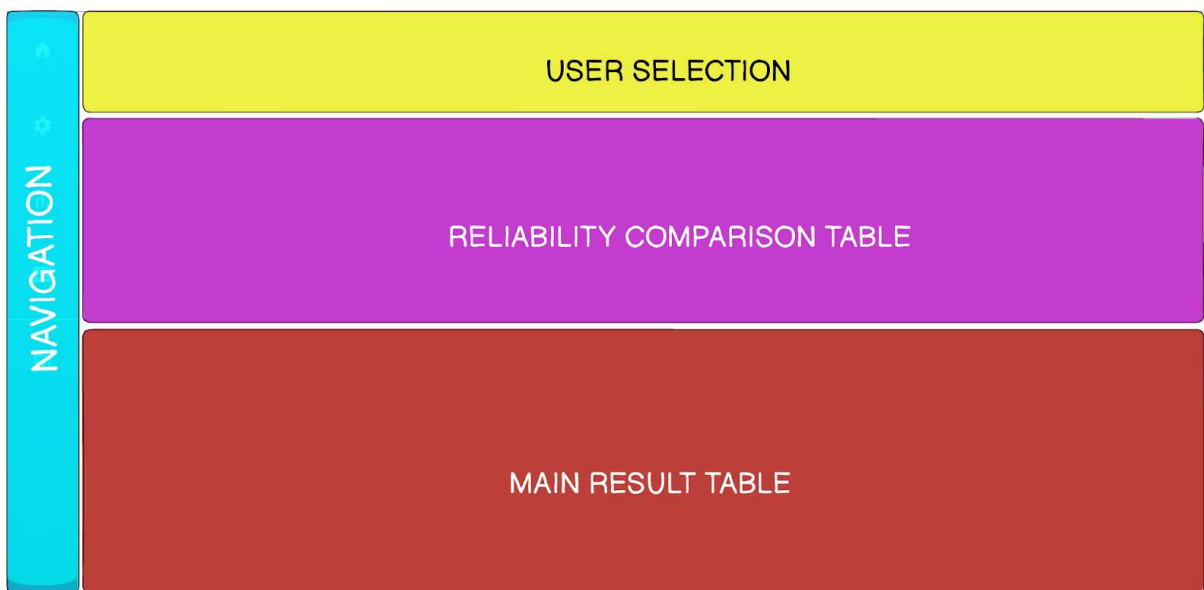 NAVIGATION
USER SELECTION
RELIABILITY COMPARISON TABLE
MAIN RESULT TABLE